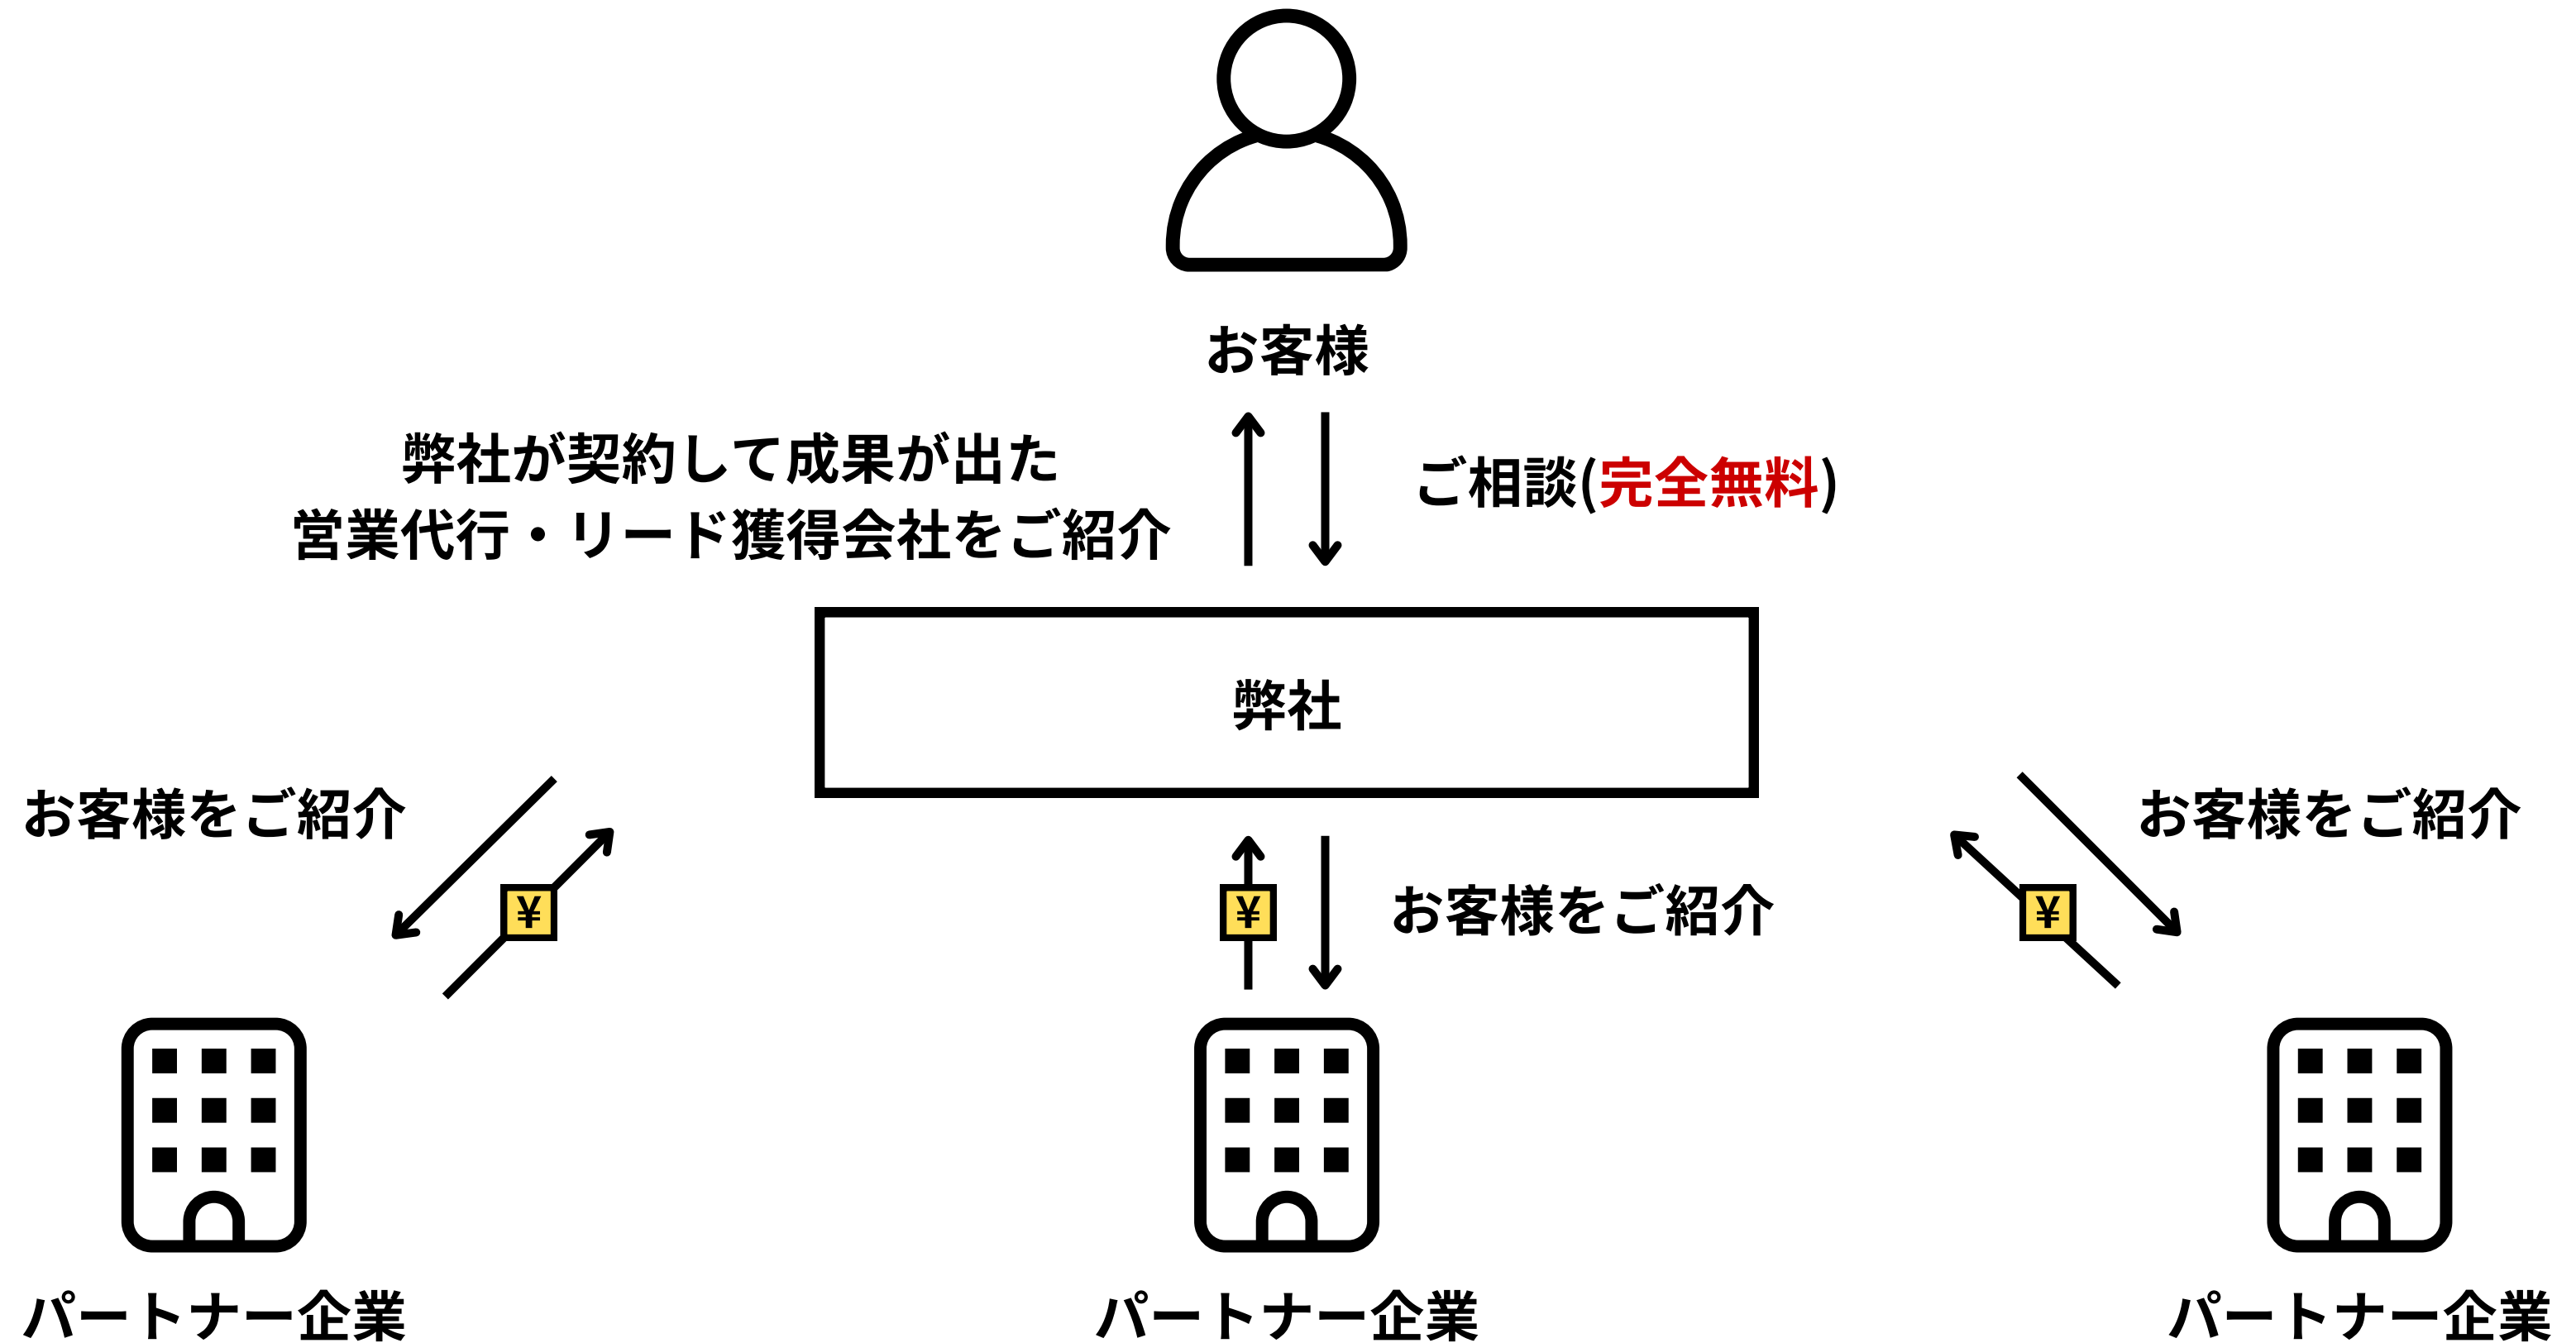 お客様
弊社が契約して成果が出た
営業代行・リード獲得会社をご紹介
ご相談(完全無料)
弊社
お客様をご紹介
¥
¥
お客様をご紹介
¥
お客様をご紹介
パートナー企業
パートナー企業
パートナー企業